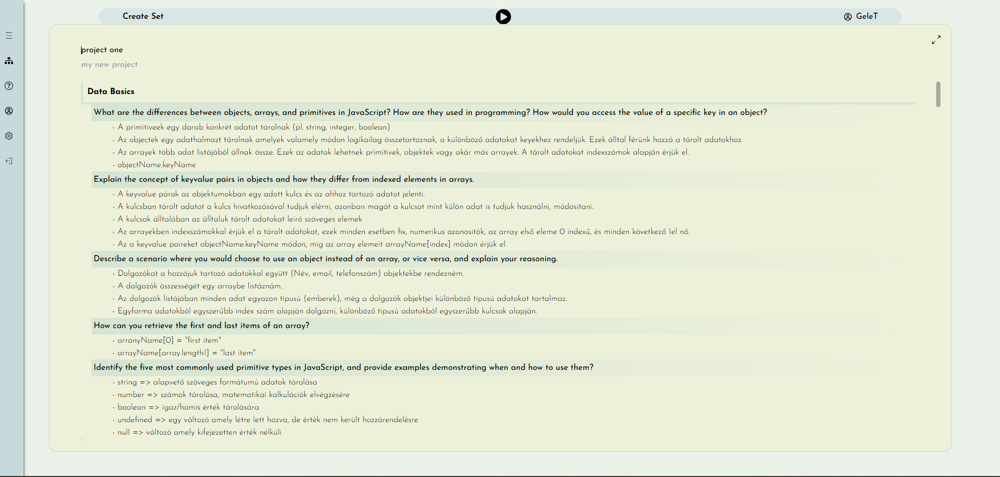 Create Set
GeleT
project one
my new project
Data Basics
What are the differences between objects, arrays, and primitives in JavaScript? How are they used in programming? How would you access the value of a specific key in an object?
- A primitiveek egy darab konkrét adatot tárolnak (pl. string, integer, boolean)
- Az objectek egy adathalmazt tárolnak amelyek valamely módon logikailag összetartoznak, a különböző adatokat keyekhez rendeljük. Ezek álltal férünk hozzá a tárolt adatokhoz
- Az arrayek több adat listájából állnak össze. Ezek az adatok lehetnek primitivek, objektek vagy akár más arrayek. A tárolt adatokat indexszámok alapján érjük el.
- objectName.keyName
Explain the concept of keyvalue pairs in objects and how they differ from indexed elements in arrays.
- A keyvalue párok az objektumokban egy adott kulcs és az ahhoz tartozó adatot jelenti.
- A kulcsban tárolt adatot a kulcs hivatkozásával tudjuk elérni, azonban magát a kulcsot mint külön adat is tudjuk használni, módositani.
- A kulcsok álltalában az álltaluk tárolt adatokat leiró szöveges elemek
- Az arrayekben indexszámokkal érjük el a tárolt adatokat, ezek minden esetben fix, numerikus azonositók, az array első eleme 0 indexű, és minden következő 1el nő.
- Az a keyvalue paireket objectName.keyName módon, mig az array elemeit arrayName[index] módon érjük el
Describe a scenario where you would choose to use an object instead of an array, or vice versa, and explain your reasoning.
- Dolgozókat a hozzájuk tartozó adatokkal együtt (Név, email, telefonszám) objektekbe rendezném.
- A dolgozók összességét egy arraybe listáznám.
- Az dolgozók listájában minden adat egyazon tipusú (emberek), még a dolgozók objektjei különböző tipusú adatokat tartalmaz.
- Egyforma adatokból egyszerűbb index szám alapján dolgozni, különböző tipusú adatokból egyszerűbb kulcsok alapján.
How can you retrieve the first and last items of an array?
- arranyName[0] = "first item"
- arrayName[array.length1] = "last item"
Identify the five most commonly used primitive types in JavaScript, and provide examples demonstrating when and how to use them?
- string => alapvető szöveges formátumú adatok tárolása
- number => számok tárolása, matematikai kalkulációk elvégzésére
- boolean => igaz/hamis érték tárolására
- undefined => egy változó amely létre lett hozva, de érték nem került hozzárendelésre
- null => változó amely kifejezetten érték nélküli